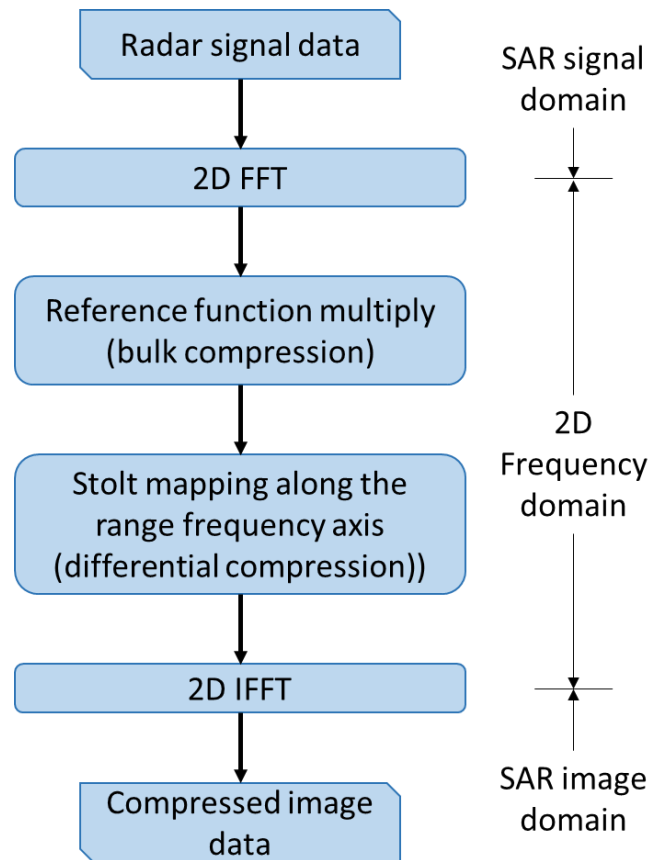 Radar signal data
SAR signal
domain
2D FFT
Reference function multiply
(bulk compression)
2D
Frequency
domain
Stolt mapping along the
range frequency axis
(differential compression))
2D IFFT
SAR image
domain
Compressed image
data